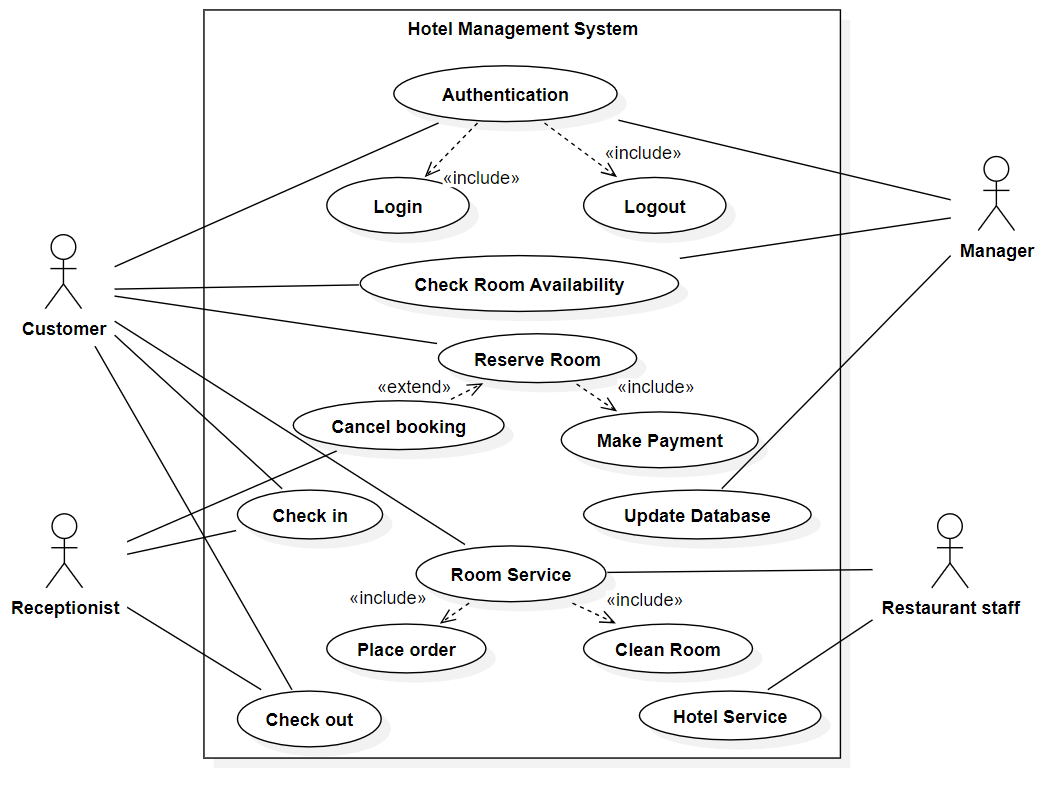 Hotel Management System
Authentication
«include»
«include»
Login
Logout
Manager
Customer
Check Room Availability
Reserve Room
«extend»
«include»
Cancel booking
Make Payment
Check in
Update Database
Receptionist
Room Service
Restaurant staff
«include»
«include»
Place order
Clean Room
Check out
Hotel Service